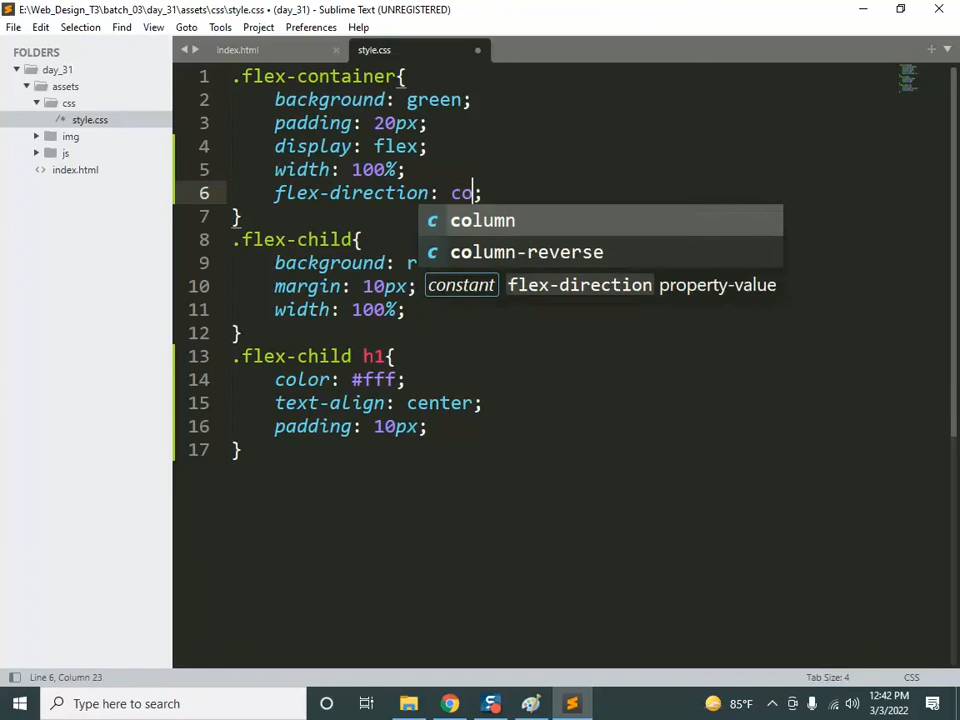 E:\Web_Design_T3\batch_03\day_31\assets\css\style.css • (day_31) - Sublime Text (UNREGISTERED)
File Edit Selection Find View Goto Tools Project Preferences Help
FOLDERS
day_31
assets
css
/* style.css
img
js
<> index.html
index.html × style.css
1 .flex-container{
2 background: green;
3 padding: 20px;
4 display: flex;
5 width: 100%;
6 flex-direction: co;
7 }
c column
c column-reverse
constant flex-direction property-value
8 .flex-child{
9 background: r
10 margin: 10px;
11 width: 100%;
12 }
13 .flex-child h1{
14 color: #fff;
15 text-align: center;
16 padding: 10px;
17 }
Line 6, Column 23 Tab Size: 4 CSS
Type here to search
85°F
12:42 PM
3/3/2022